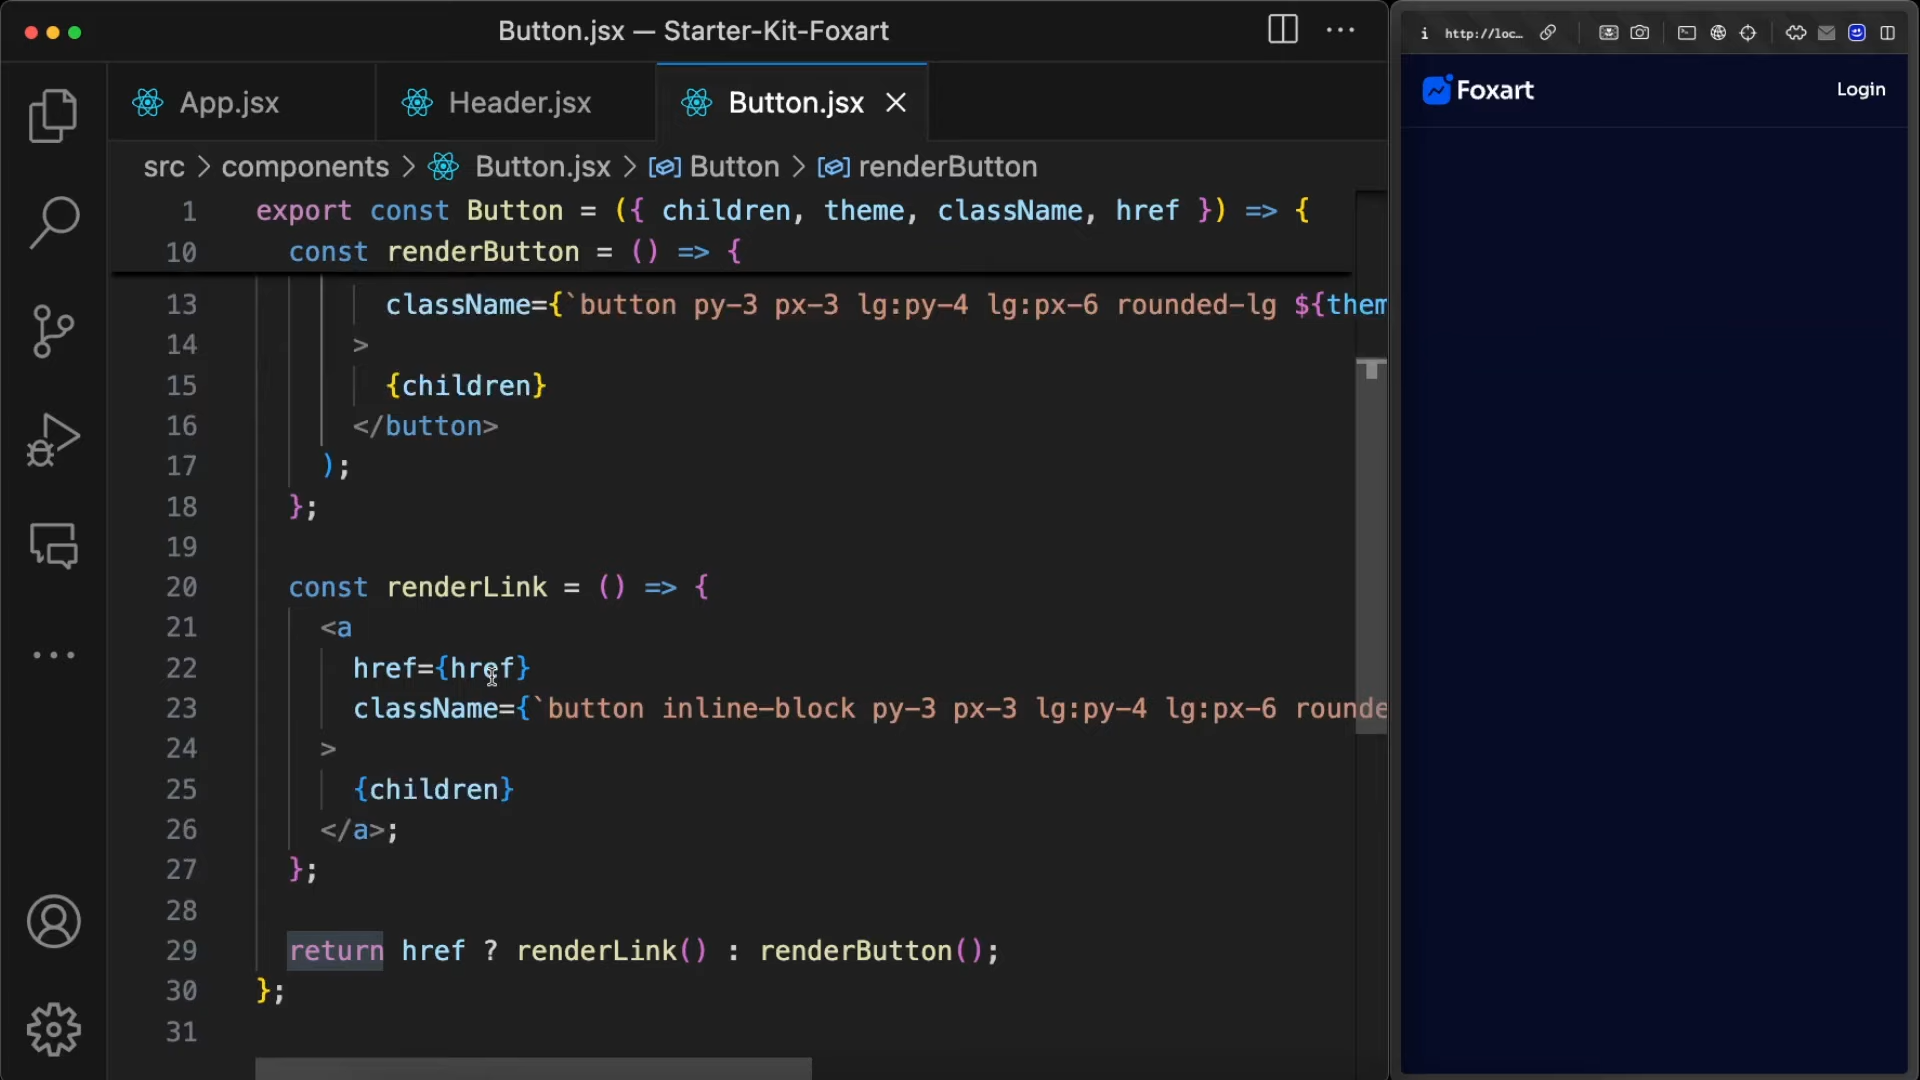 Button.jsx — Starter-Kit-Foxart
App.jsx
Header.jsx
Button.jsx
src > components > Button.jsx > Button > renderButton
1 export const Button = ({ children, theme, className, href }) => {
10 const renderButton = () => {
13 className={`button py-3 px-3 lg:py-4 lg:px-6 rounded-lg ${them
14 >
15 {children}
16 </button>
17 );
18 };
19
20 const renderLink = () => {
21 <a
22 href={href}
23 className={`button inline-block py-3 px-3 lg:py-4 lg:px-6 rounde
24 >
25 {children}
26 </a>;
27 };
28
29 return href ? renderLink() : renderButton();
30 };
31
http://loc…
Foxart
Login